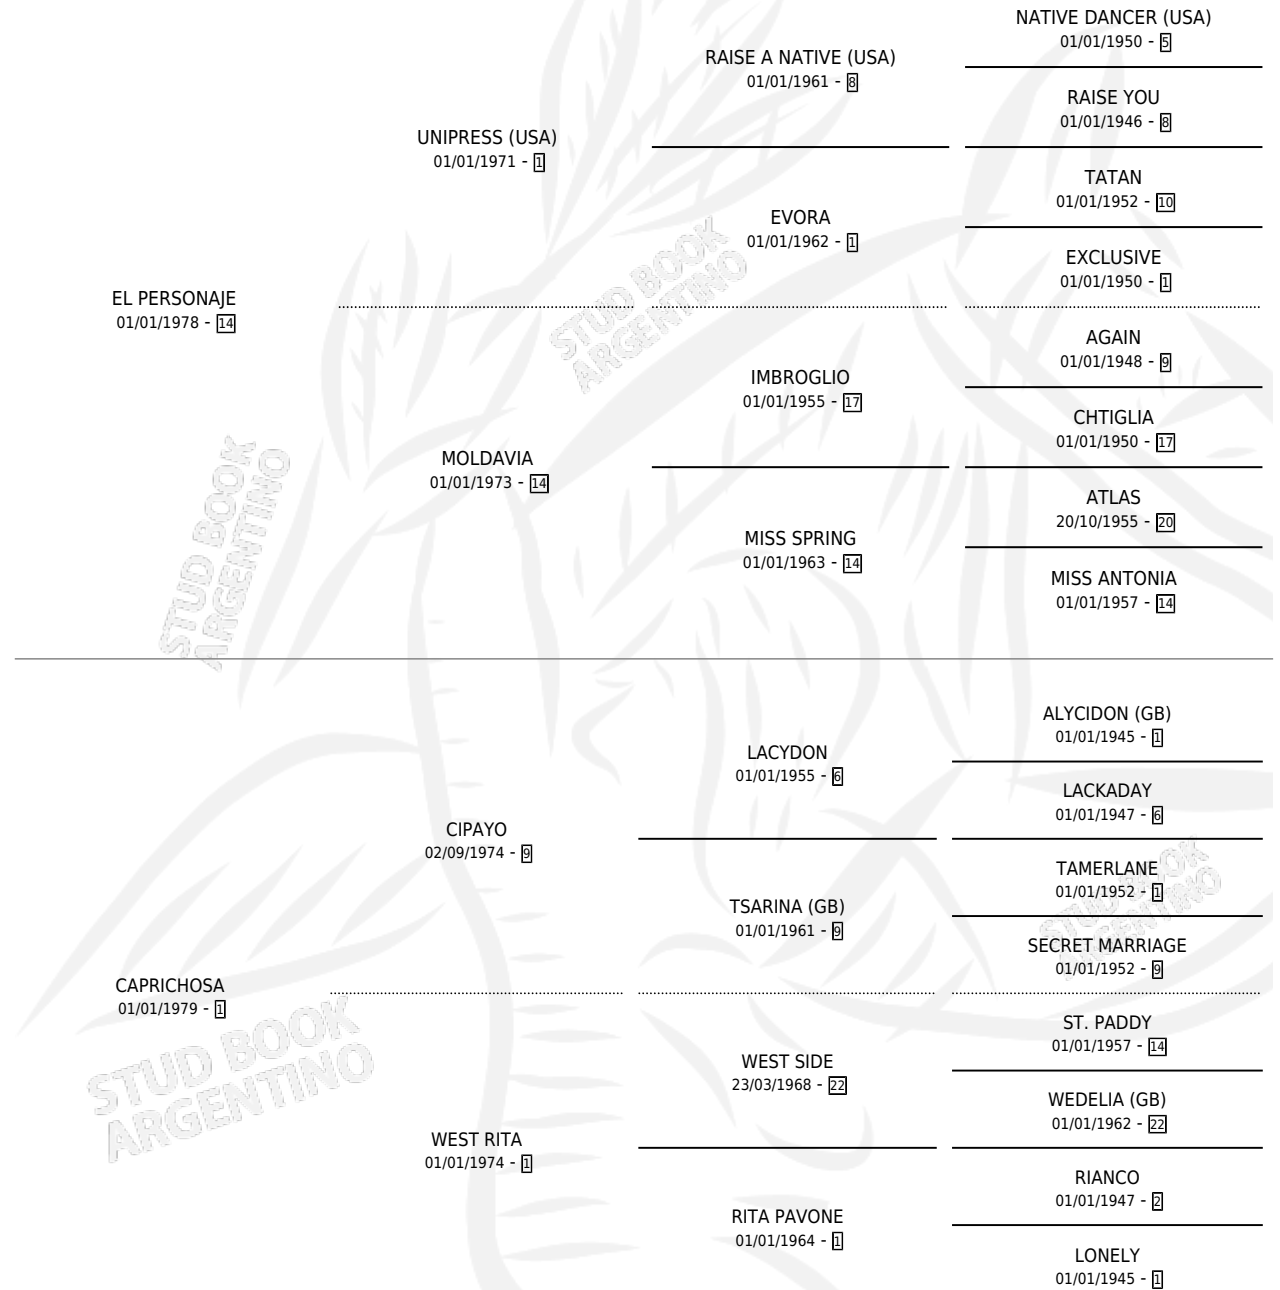 NATIVE DANCER (USA)
01/01/1950 - 5
RAISE A NATIVE (USA)
01/01/1961 - 8
RAISE YOU
01/01/1946 - 8
UNIPRESS (USA)
01/01/1971 - 1
TATAN
01/01/1952 - 10
EVORA
01/01/1962 - 1
EXCLUSIVE
01/01/1950 - 1
STUD BOOK
ARGENTINO
EL PERSONAJE
01/01/1978 - 14
AGAIN
01/01/1948 - 9
IMBROGLIO
01/01/1955 - 17
CHTIGLIA
01/01/1950 - 17
MOLDAVIA
01/01/1973 - 14
ATLAS
20/10/1955 - 20
MISS SPRING
01/01/1963 - 14
MISS ANTONIA
01/01/1957 - 14
STUD BOOK
ARGENTINO
ALYCIDON (GB)
01/01/1945 - 1
LACYDON
01/01/1955 - 6
LACKADAY
01/01/1947 - 6
CIPAYO
02/09/1974 - 9
TAMERLANE
01/01/1952 - 1
TSARINA (GB)
01/01/1961 - 9
SECRET MARRIAGE
01/01/1952 - 9
STUD BOOK
ARGENTINO
CAPRICHOSA
01/01/1979 - 1
ST. PADDY
01/01/1957 - 14
WEST SIDE
23/03/1968 - 22
WEDELIA (GB)
01/01/1962 - 22
STUD BOOK
ARGENTINO
WEST RITA
01/01/1974 - 1
RIANCO
01/01/1947 - 2
RITA PAVONE
01/01/1964 - 1
LONELY
01/01/1945 - 1